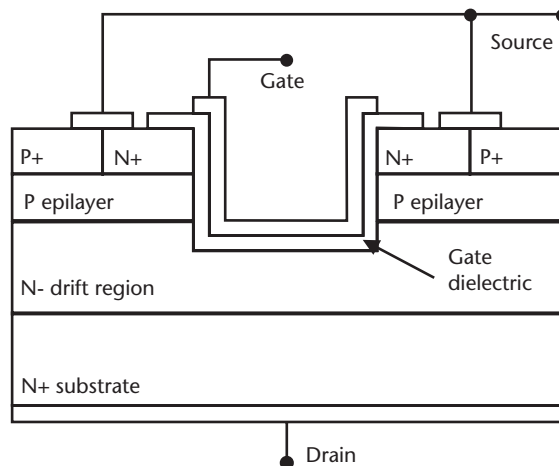 Source
Gate
P+ N+ N+ P+
P epilayer P epilayer
Gate
dielectric
N- drift region
N+ substrate
Drain